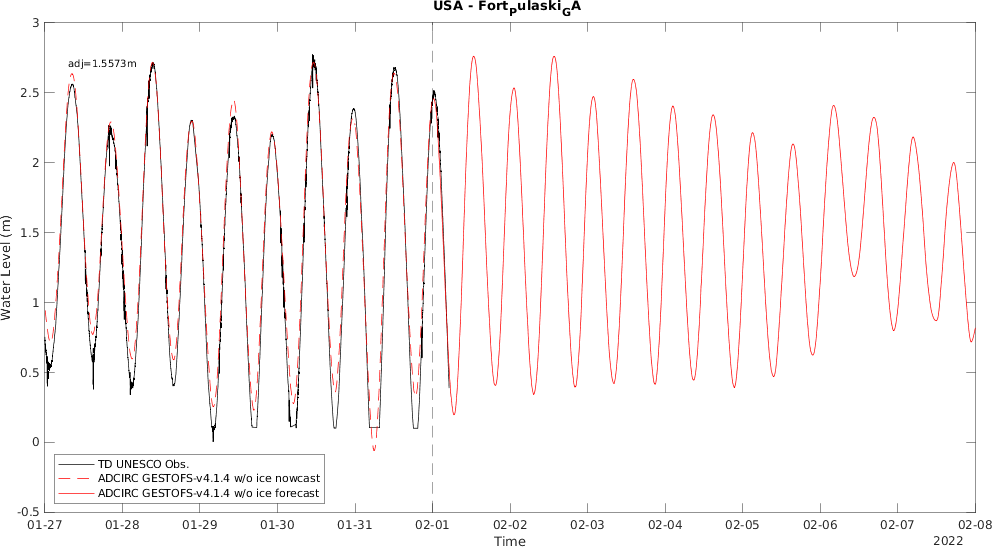 USA - Fort_Pulaski_GA
adj=1.5573m
3
2.5
2
1.5
1
0.5
0
-0.5
Water Level (m)
TD UNESCO Obs.
ADCIRC GESTOFS-v4.1.4 w/o ice nowcast
ADCIRC GESTOFS-v4.1.4 w/o ice forecast
01-27 01-28 01-29 01-30 01-31 02-01 02-02 02-03 02-04 02-05 02-06 02-07 02-08
Time
2022